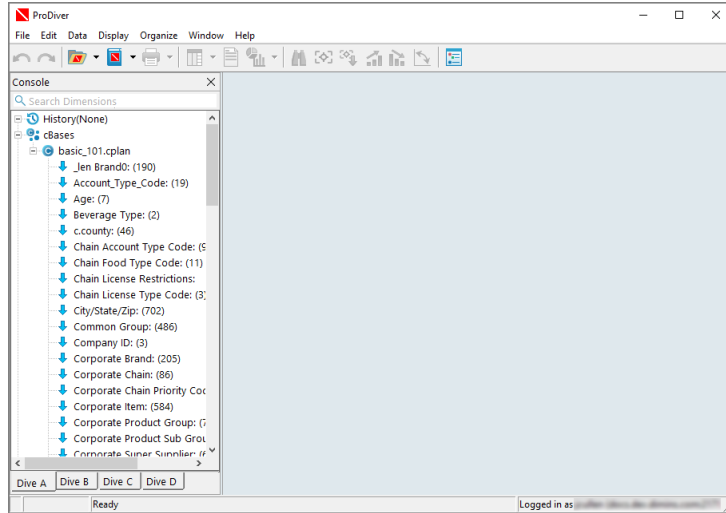 ProDiver
File Edit Data Display Organize Window Help
Console
Search Dimensions
History(None)
cBases
basic_101.cplan
_len Brand0: (190)
Account_Type_Code: (19)
Age: (7)
Beverage Type: (2)
c.county: (46)
Chain Account Type Code: (9
Chain Food Type Code: (11)
Chain License Restrictions:
Chain License Type Code: (3)
City/State/Zip: (702)
Common Group: (486)
Company ID: (3)
Corporate Brand: (205)
Corporate Chain: (86)
Corporate Chain Priority Coc
Corporate Item: (584)
Corporate Product Group: (7
Corporate Product Sub Grou
Corporate Super Supplier: (6
Dive A Dive B Dive C Dive D
Ready Logged in as